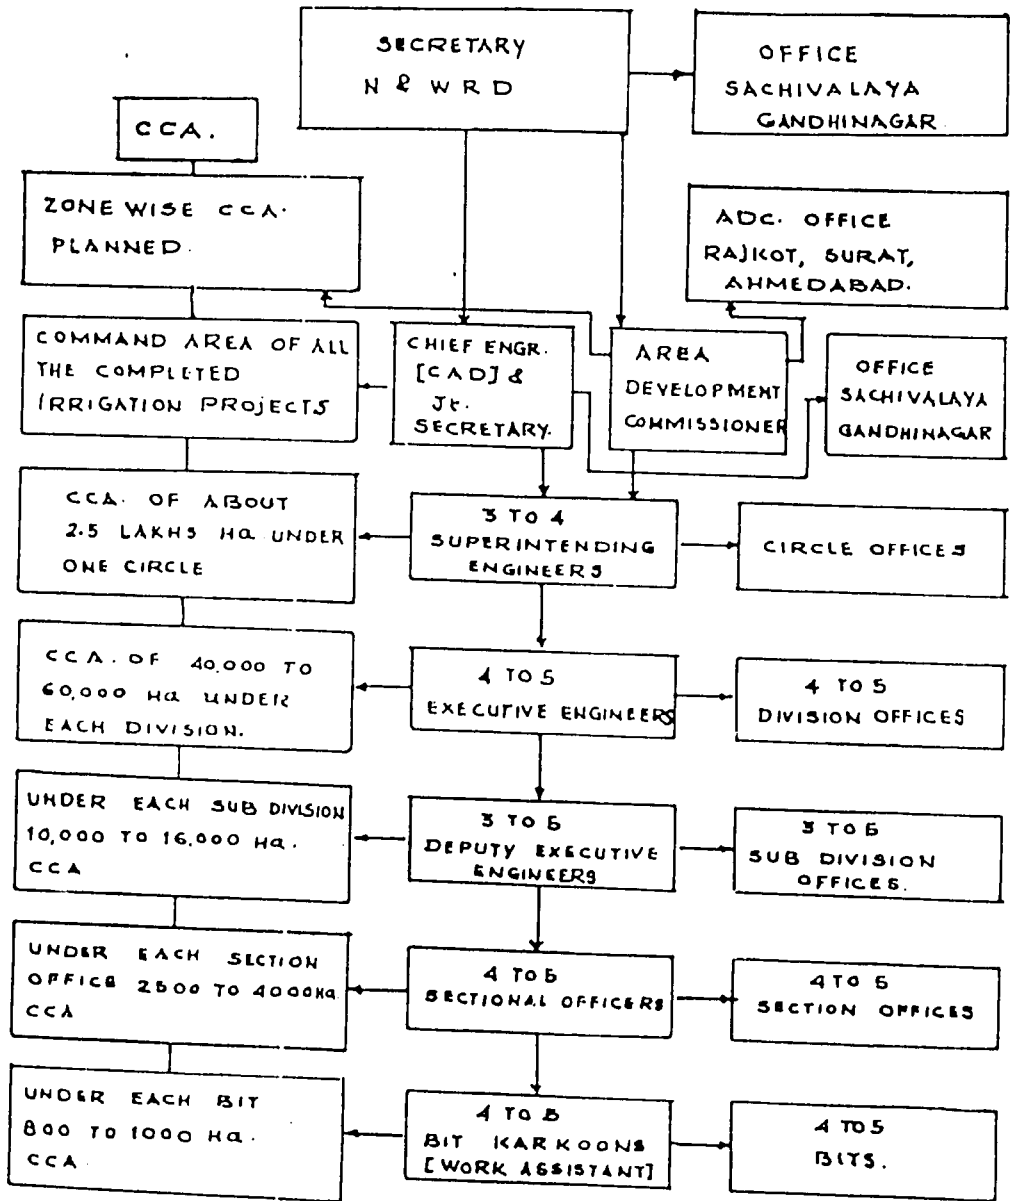 SECRETARY
N & WRD
OFFICE
SACHIVALAYA
GANDHINAGAR
CCA.
ZONE WISE CCA.
PLANNED.
ADC. OFFICE
RAJKOT, SURAT,
AHMEDABAD.
COMMAND AREA OF ALL
THE COMPLETED
IRRIGATION PROJECTS
CHIEF ENGR.
[CAD] &
Jt.
SECRETARY.
AREA
DEVELOPMENT
COMMISSIONER
OFFICE
SACHIVALAYA
GANDHINAGAR
CCA. OF ABOUT
2.5 LAKHS Ha UNDER
ONE CIRCLE
3 TO 4
SUPERINTENDING
ENGINEERS
CIRCLE OFFICES
CCA. OF 40,000 TO
60,000 Ha UNDER
EACH DIVISION.
4 TO 5
EXECUTIVE ENGINEERS
4 TO 5
DIVISION OFFICES
UNDER EACH SUB DIVISION
10,000 TO 16,000 Ha.
CCA
3 TO 5
DEPUTY EXECUTIVE
ENGINEERS
3 TO 5
SUB DIVISION
OFFICES.
UNDER EACH SECTION
OFFICE 2500 TO 4000 Ha.
CCA
4 TO 5
SECTIONAL OFFICERS
4 TO 5
SECTION OFFICES
UNDER EACH BIT
800 TO 1000 Ha.
CCA.
4 TO 5
BIT KARKOONS
[WORK ASSISTANT]
4 TO 5
BITS.